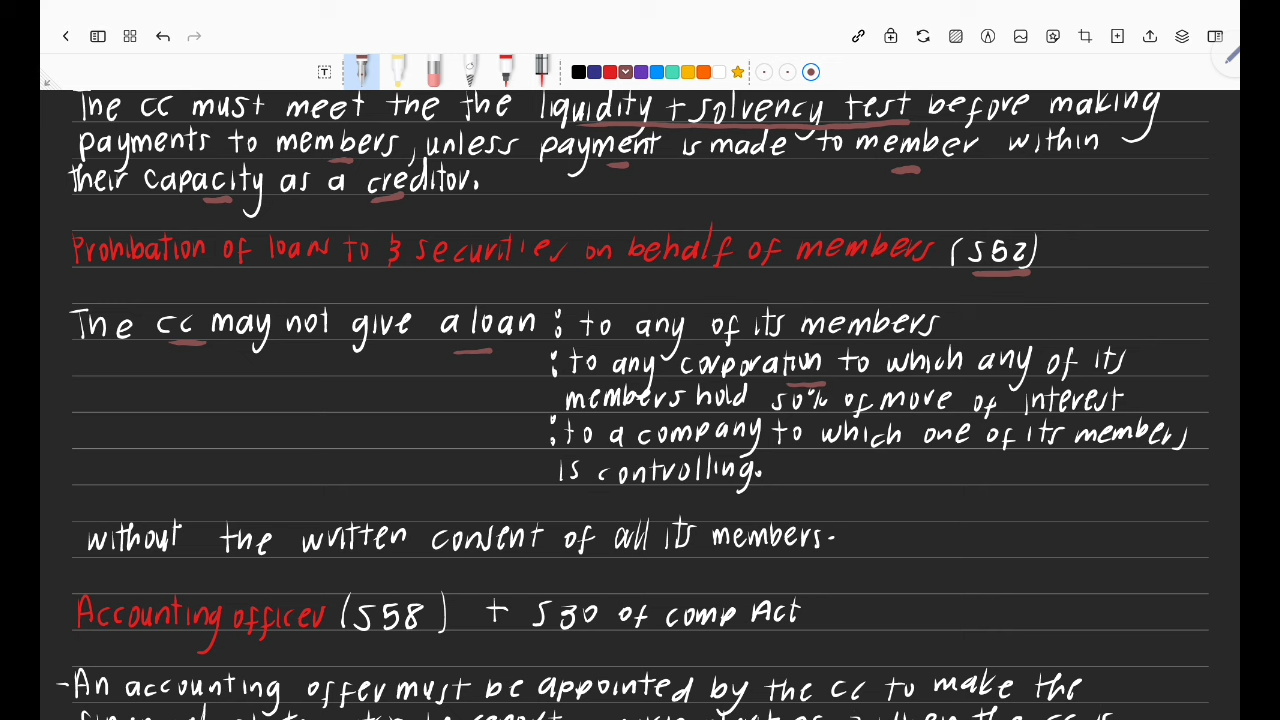 The CC must meet the the liquidity + solvency test before making
payments to members, unless payment is made to member within
their capacity as a creditor.
Prohibation of loan to & securities on behalf of members (S52)
The CC may not give a loan : to any of its members
: to any corporation to which any of its
members hold 50% of more of interest
: to a company to which one of its members
is controlling.
without the written consent of all its members.
Accounting officer (S58) + S30 of comp Act
- An accounting offer must be appointed by the CC to make the